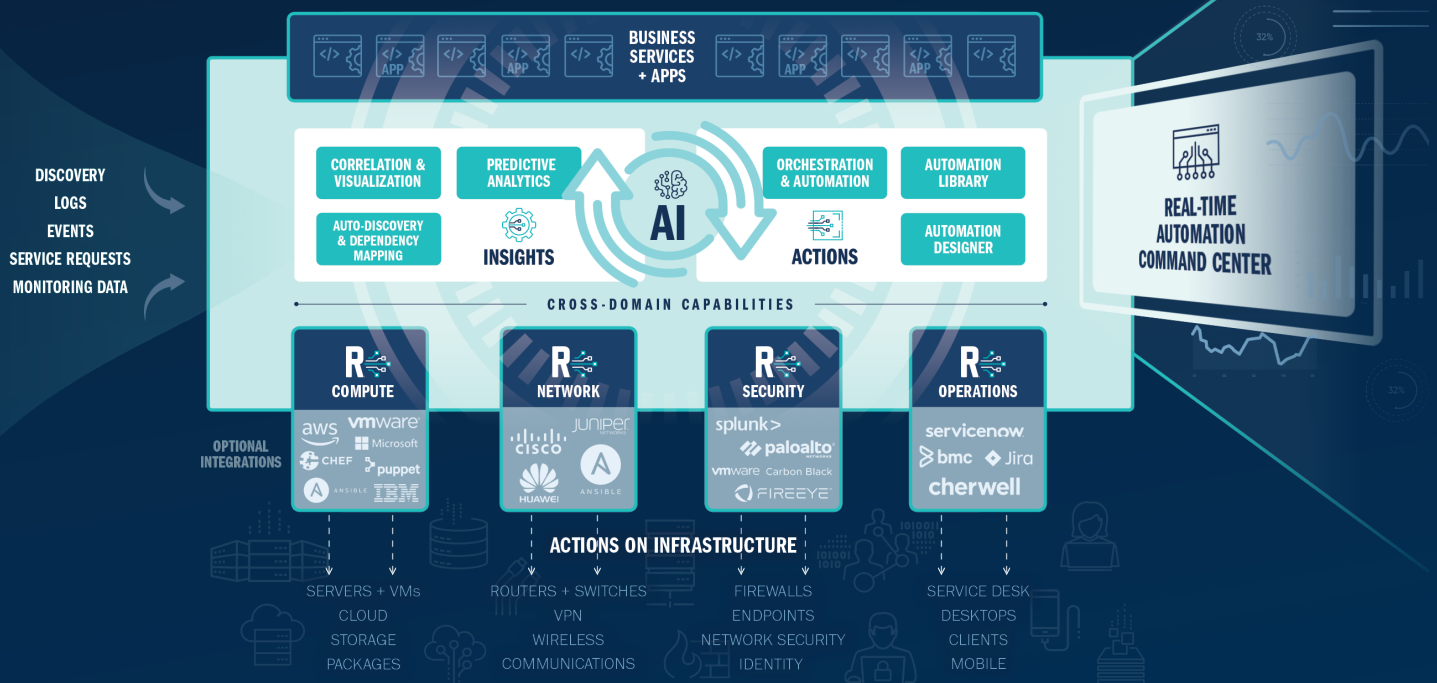 BUSINESS
SERVICES
+ APPS
</>
</> APP
</>
</> APP
</>
</>
</> APP
</>
</> APP
</>
32%
DISCOVERY
LOGS
EVENTS
SERVICE REQUESTS
MONITORING DATA
CORRELATION &
VISUALIZATION
PREDICTIVE
ANALYTICS
AUTO-DISCOVERY
& DEPENDENCY
MAPPING
INSIGHTS
AI
ORCHESTRATION
& AUTOMATION
AUTOMATION
LIBRARY
ACTIONS
AUTOMATION
DESIGNER
REAL-TIME
AUTOMATION
COMMAND CENTER
CROSS-DOMAIN CAPABILITIES
R
COMPUTE
R
NETWORK
R
SECURITY
R
OPERATIONS
32%
OPTIONAL
INTEGRATIONS
aws
vmware®
Microsoft
CHEF
puppet
ANSIBLE
IBM
JUNIPER
NETWORKS
CISCO
HUAWEI
ANSIBLE
splunk>
paloalto
NETWORKS
vmware Carbon Black
FIREEYE
servicenow
bmc
Jira
cherwell
ACTIONS ON INFRASTRUCTURE
SERVERS + VMs
CLOUD
STORAGE
PACKAGES
ROUTERS + SWITCHES
VPN
WIRELESS
COMMUNICATIONS
FIREWALLS
ENDPOINTS
NETWORK SECURITY
IDENTITY
SERVICE DESK
DESKTOPS
CLIENTS
MOBILE